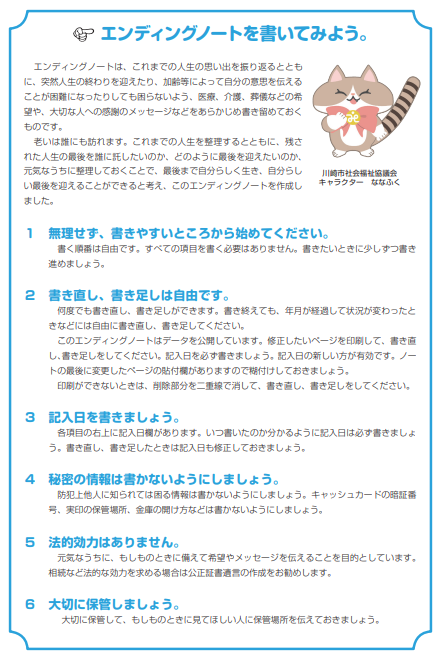 エンディングノートを書いてみよう。
エンディングノートは、これまでの人生の思い出を振り返るととも
に、突然人生の終わりを迎えたり、加齢等によって自分の意思を伝える
ことが困難になったりしても困らないよう、医療、介護、葬儀などの希
望や、大切な人への感謝のメッセージなどをあらかじめ書き留めておく
ものです。
老いは誰にも訪れます。これまでの人生を整理するとともに、残さ
れた人生の最後を誰に託したいのか、どのように最後を迎えたいのか、
元気なうちに整理しておくことで、最後まで自分らしく生き、自分らし
い最後を迎えることができると考え、このエンディングノートを作成し
ました。
川崎市社会福祉協議会
キャラクター ななふく
1 無理せず、書きやすいところから始めてください。
書く順番は自由です。すべての項目を書く必要はありません。書きたいときに少しずつ書き
進めましょう。
2 書き直し、書き足しは自由です。
何度でも書き直し、書き足しができます。書き終えても、年月が経過して状況が変わったと
きなどには自由に書き直し、書き足してください。
このエンディングノートはデータを公開しています。修正したいページを印刷して、書き直
し、書き足しをしてください。記入日を必ず書きましょう。記入日の新しい方が有効です。ノー
トの最後に変更したページの貼付欄がありますので糊付けしておきましょう。
印刷ができないときは、削除部分を二重線で消して、書き直し、書き足しをしてください。
3 記入日を書きましょう。
各項目の右上に記入日欄があります。いつ書いたのか分かるように記入日は必ず書きましょ
う。書き直し、書き足したときは記入日も修正しておきましょう。
4 秘密の情報は書かないようにしましょう。
防犯上他人に知られては困る情報は書かないようにしましょう。キャッシュカードの暗証番
号、実印の保管場所、金庫の開け方などは書かないようにしましょう。
5 法的効力はありません。
元気なうちに、もしものときに備えて希望やメッセージを伝えることを目的としています。
相続など法的な効力を求める場合は公正証書遺言の作成をお勧めします。
6 大切に保管しましょう。
大切に保管して、もしものときに見てほしい人に保管場所を伝えておきましょう。